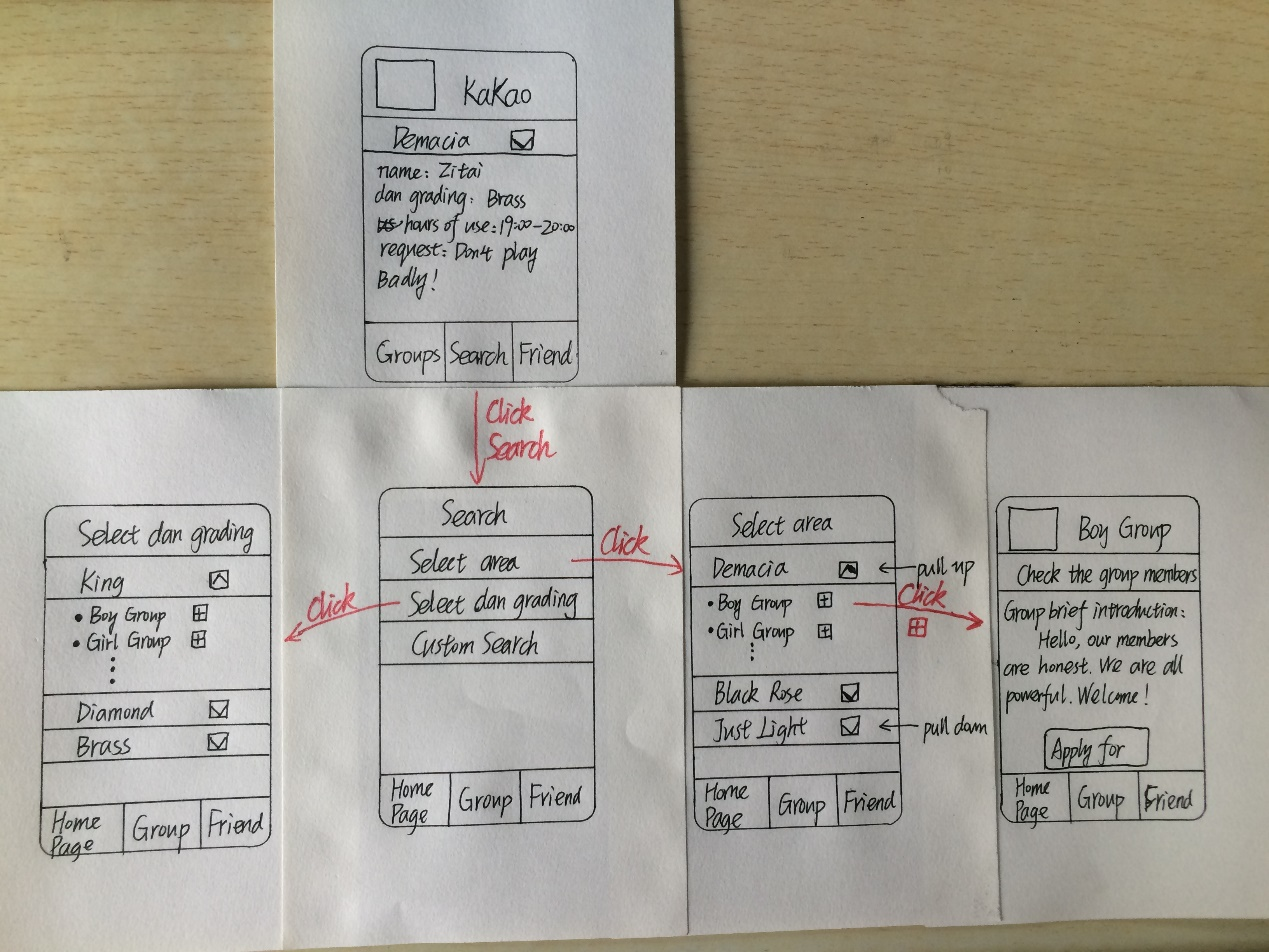 KaKao
Demacia
name: Zitai
dan grading: Brass
hours of use: 19:00-20:00
request: Don't play
Badly!
Groups Search Friend
Click
Search
Select dan grading
King
• Boy Group
• Girl Group
Diamond
Brass
Home Page Group Friend
Click
Search
Select area
Select dan grading
Custom Search
Home Page Group Friend
Click
Select area
Demacia
• Boy Group
• Girl Group
Black Rose
Just Light
Home Page Group Friend
pull up
Click
pull down
Boy Group
Check the group members
Group brief introduction:
Hello, our members
are honest. We are all
powerful. Welcome!
Apply for
Home Page Group Friend